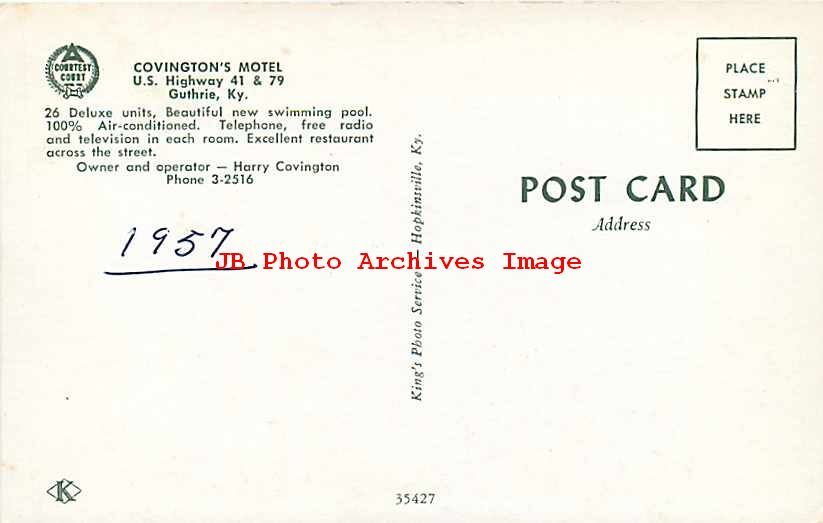 A
COURTESY
COURT
COVINGTON'S MOTEL
U.S. Highway 41 & 79
Guthrie, Ky.
26 Deluxe units, Beautiful new swimming pool.
100% Air-conditioned. Telephone, free radio
and television in each room. Excellent restaurant
across the street.
Owner and operator — Harry Covington
Phone 3-2516
1957
JB Photo Archives Image
King's Photo Service — Hopkinsville, Ky.
PLACE
STAMP
HERE
POST CARD
Address
K
35427